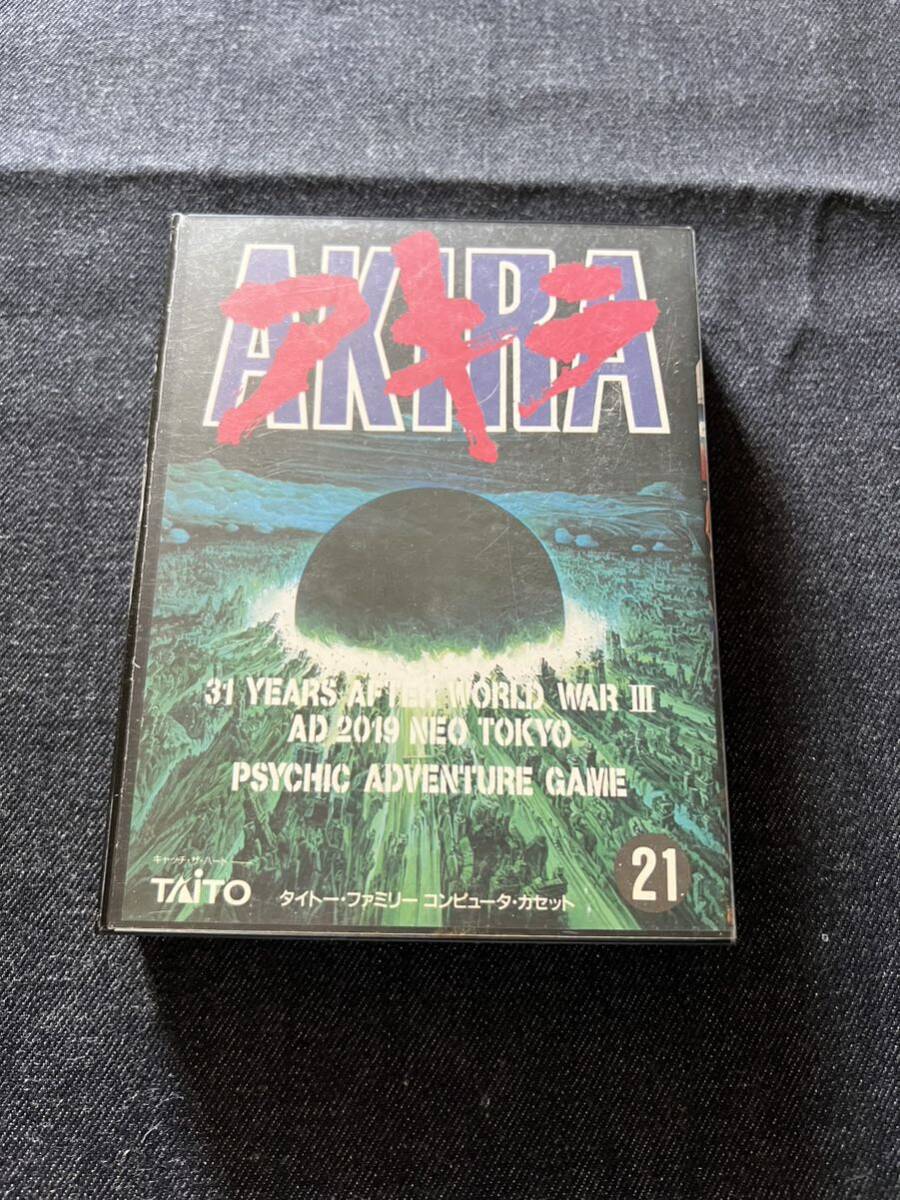 AKIRA
アキラ
31 YEARS AFTER WORLD WAR III
AD 2019 NEO TOKYO
PSYCHIC ADVENTURE GAME
キャッチ・ザ・ハート
TAITO
タイトー・ファミリー コンピュータ・カセット
21